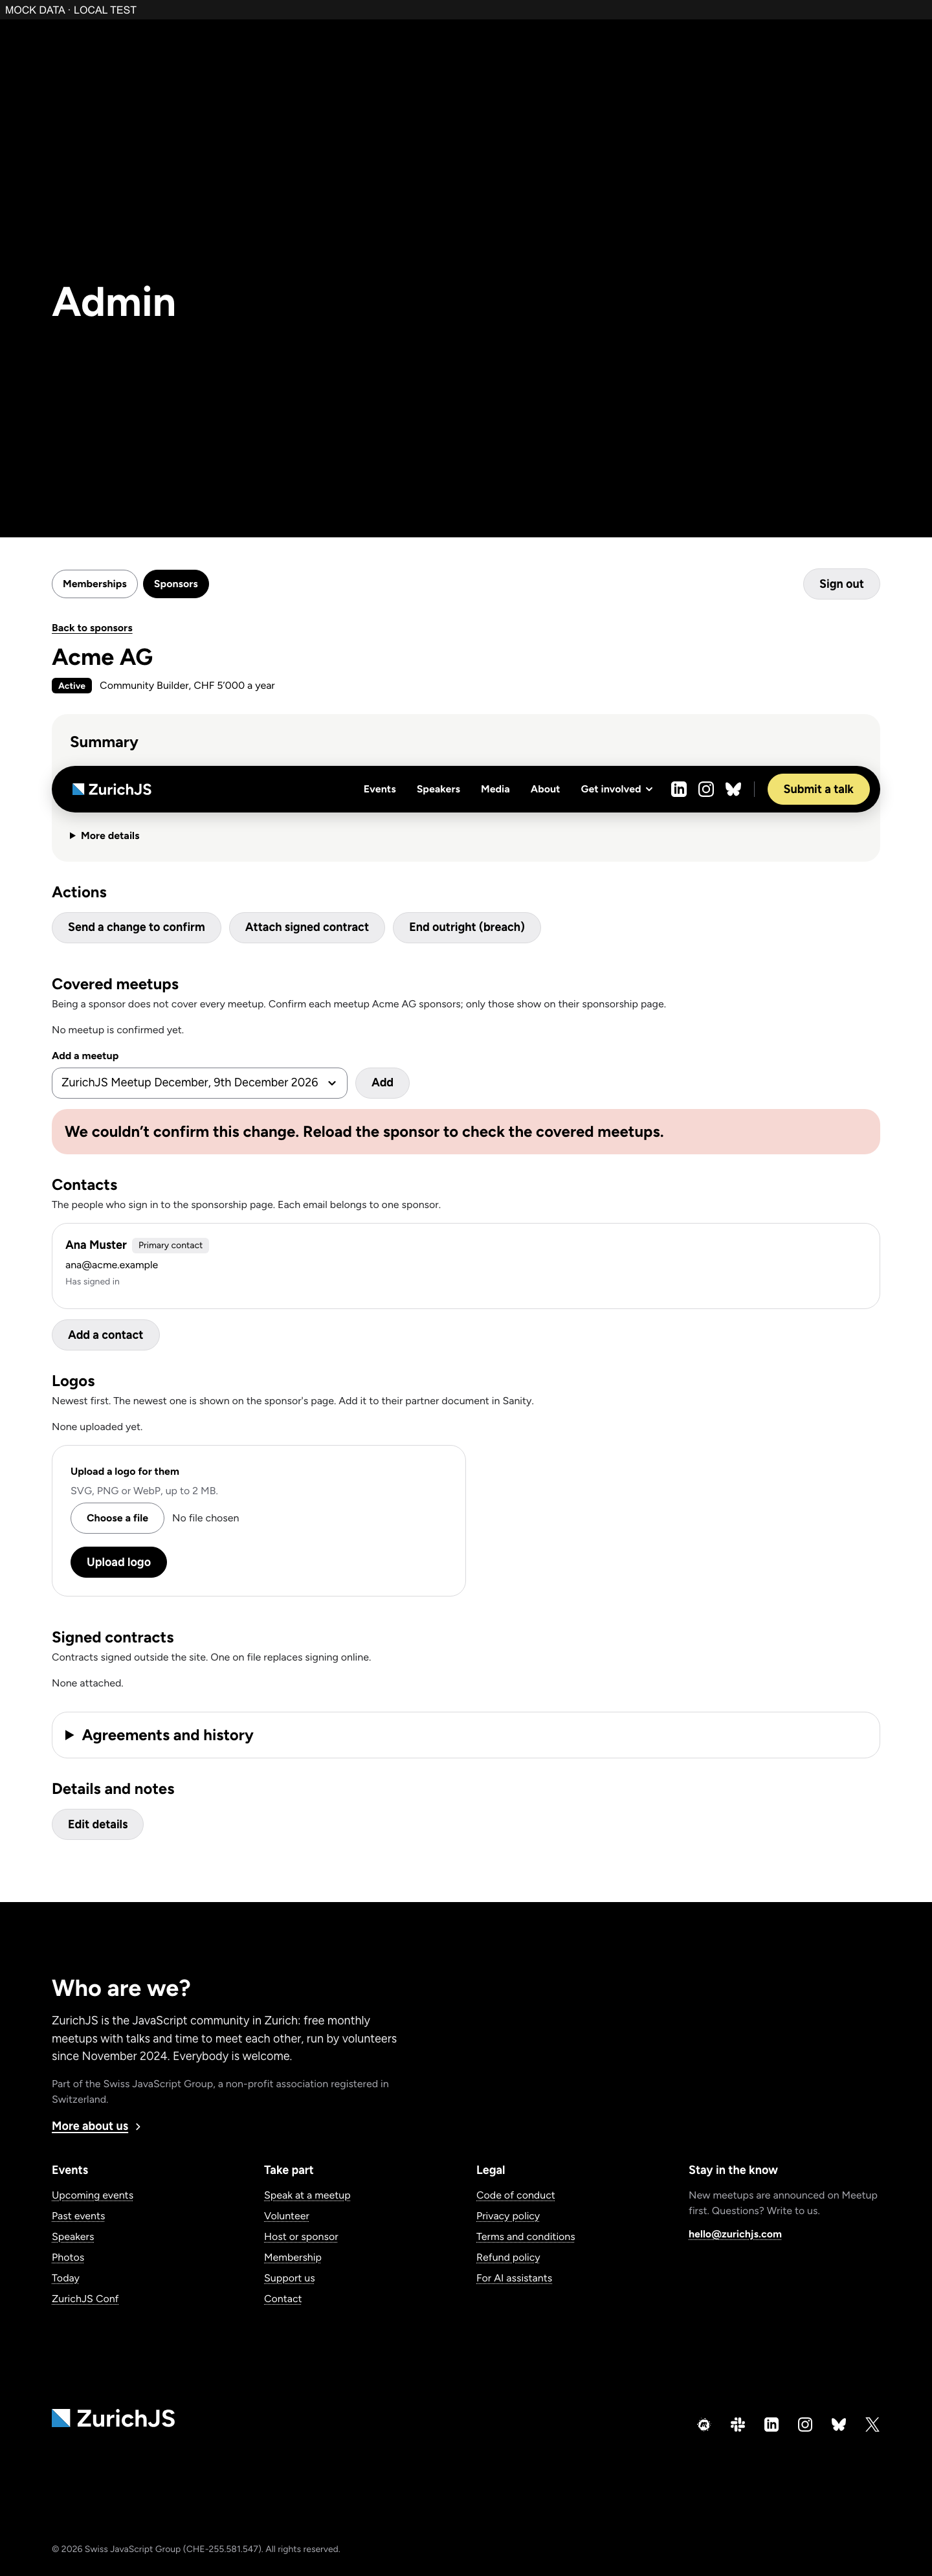 MOCK DATA · LOCAL TEST
Admin
Memberships
Sponsors
Sign out
Back to sponsors
Acme AG
Active
Community Builder, CHF 5’000 a year
Summary
ZurichJS
Events
Speakers
Media
About
Get involved
Submit a talk
More details
Actions
Send a change to confirm
Attach signed contract
End outright (breach)
Covered meetups
Being a sponsor does not cover every meetup. Confirm each meetup Acme AG sponsors; only those show on their sponsorship page.
No meetup is confirmed yet.
Add a meetup
ZurichJS Meetup December, 9th December 2026
Add
We couldn’t confirm this change. Reload the sponsor to check the covered meetups.
Contacts
The people who sign in to the sponsorship page. Each email belongs to one sponsor.
Ana Muster
Primary contact
ana@acme.example
Has signed in
Add a contact
Logos
Newest first. The newest one is shown on the sponsor's page. Add it to their partner document in Sanity.
None uploaded yet.
Upload a logo for them
SVG, PNG or WebP, up to 2 MB.
Choose a file
No file chosen
Upload logo
Signed contracts
Contracts signed outside the site. One on file replaces signing online.
None attached.
Agreements and history
Details and notes
Edit details
Who are we?
ZurichJS is the JavaScript community in Zurich: free monthly
meetups with talks and time to meet each other, run by volunteers
since November 2024. Everybody is welcome.
Part of the Swiss JavaScript Group, a non-profit association registered in
Switzerland.
More about us
Events
Upcoming events
Past events
Speakers
Photos
Today
ZurichJS Conf
Take part
Speak at a meetup
Volunteer
Host or sponsor
Membership
Support us
Contact
Legal
Code of conduct
Privacy policy
Terms and conditions
Refund policy
For AI assistants
Stay in the know
New meetups are announced on Meetup
first. Questions? Write to us.
hello@zurichjs.com
ZurichJS
© 2026 Swiss JavaScript Group (CHE-255.581.547). All rights reserved.